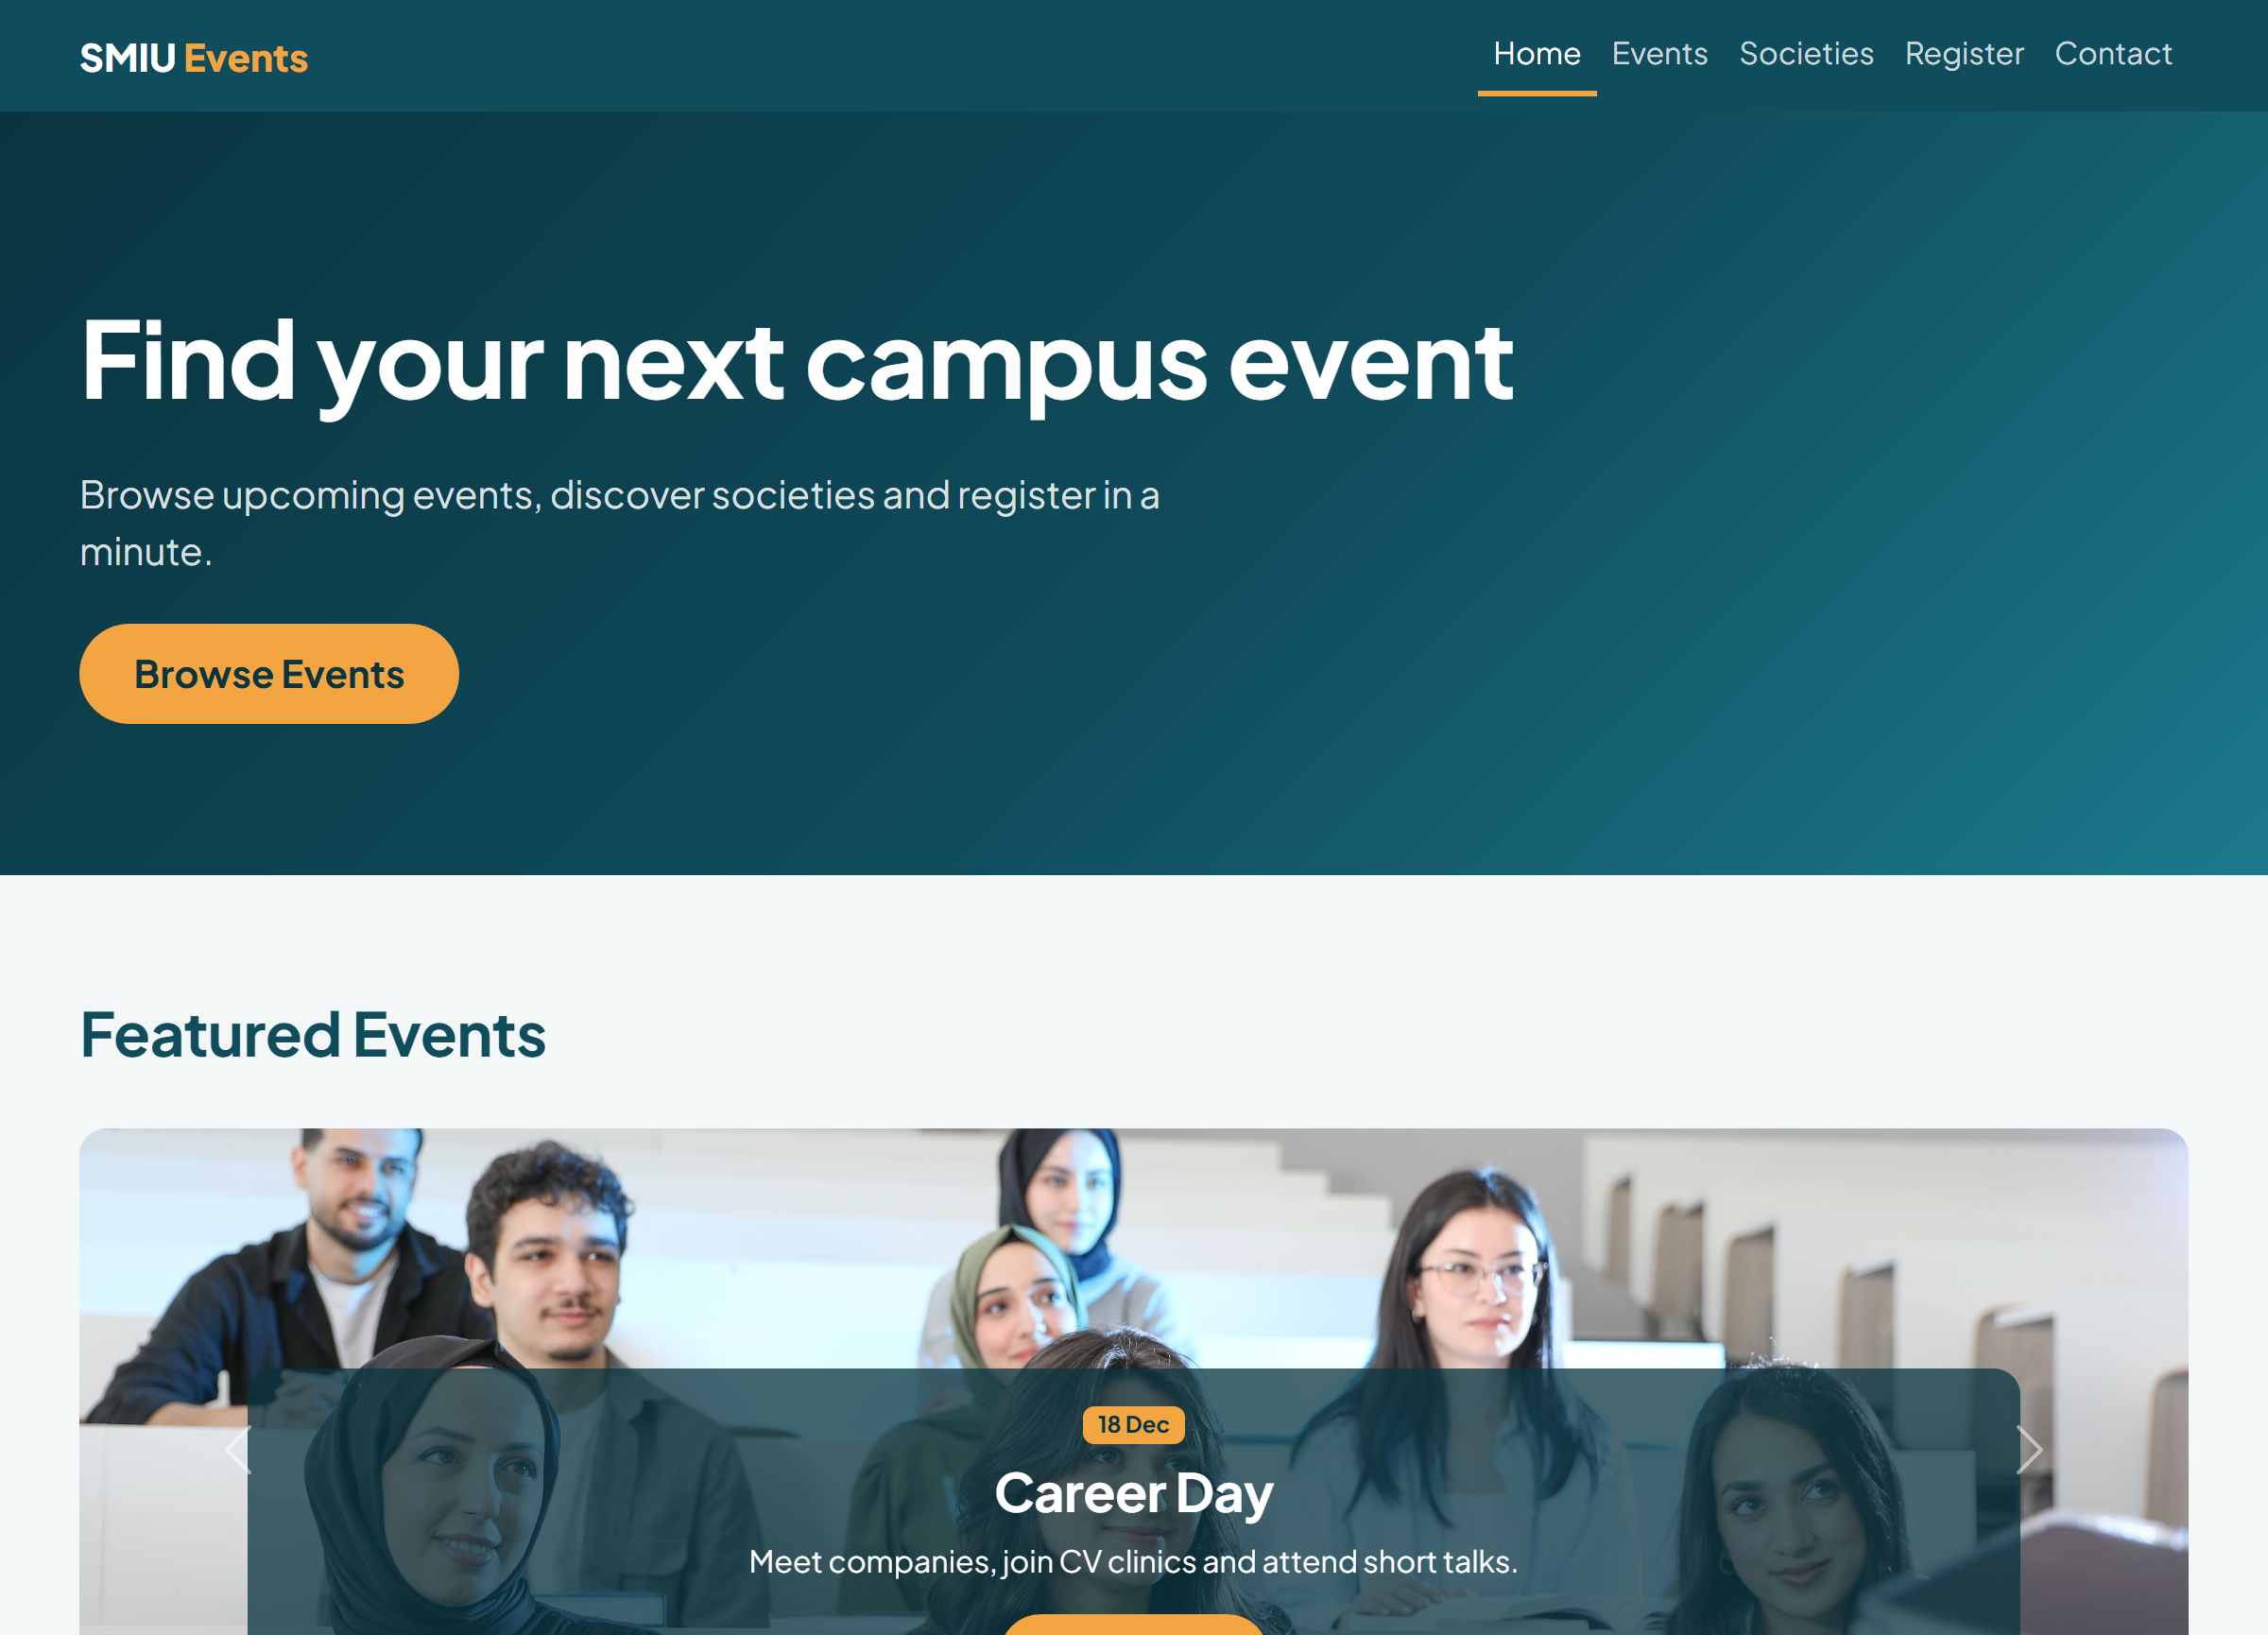 SMIU Events
Home Events Societies Register Contact
Find your next campus event
Browse upcoming events, discover societies and register in a
minute.
Browse Events
Featured Events
18 Dec
Career Day
Meet companies, join CV clinics and attend short talks.